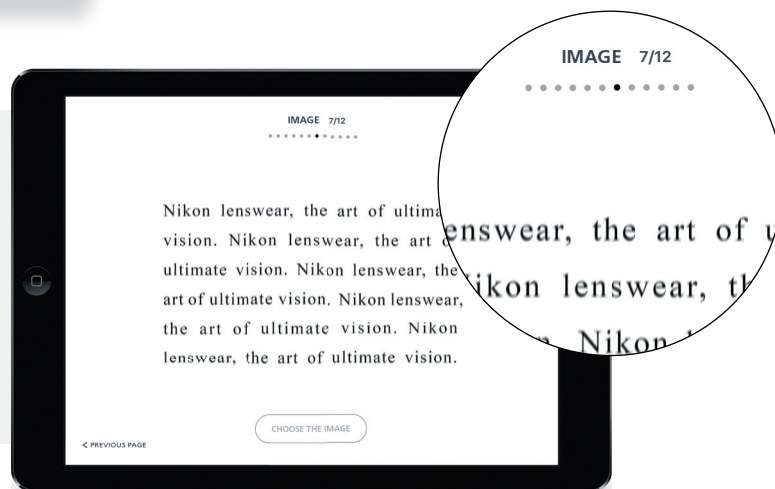 IMAGE 7/12
Nikon lenswear, the art of ultima
vision. Nikon lenswear, the art
ultimate vision. Nikon lenswear, the
art of ultimate vision. Nikon lenswear,
the art of ultimate vision. Nikon
lenswear, the art of ultimate vision.
CHOOSE THE IMAGE
< PREVIOUS PAGE
IMAGE 7/12
enswear, the art of
ikon lenswear, th
Nikon